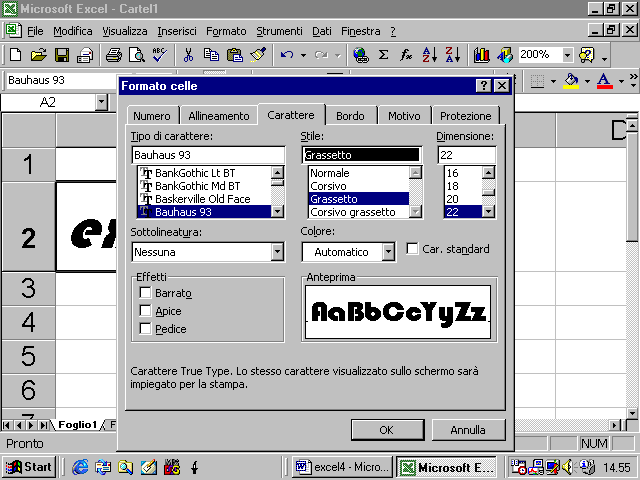 Microsoft Excel - Cartel1
File Modifica Visualizza Inserisci Formato Strumenti Dati Finestra ?
200%
Bauhaus 93
A2
Formato celle
Numero Allineamento Carattere Bordo Motivo Protezione
Tipo di carattere: Stile: Dimensione:
Bauhaus 93 Grassetto 22
BankGothic Lt BT Normale 16
BankGothic Md BT Corsivo 18
Baskerville Old Face Grassetto 20
Bauhaus 93 Corsivo grassetto 22
Sottolineatura: Colore:
Nessuna Automatico Car. standard
Effetti Anteprima
Barrato
Apice
Pedice
AaBbCcYyZz
Carattere True Type. Lo stesso carattere visualizzato sullo schermo sarà
impiegato per la stampa.
OK Annulla
D
1
2 ex
3
4
5
6
7
Foglio1 F
Pronto NUM
Start excel4 - Micro... Microsoft E... 14.55